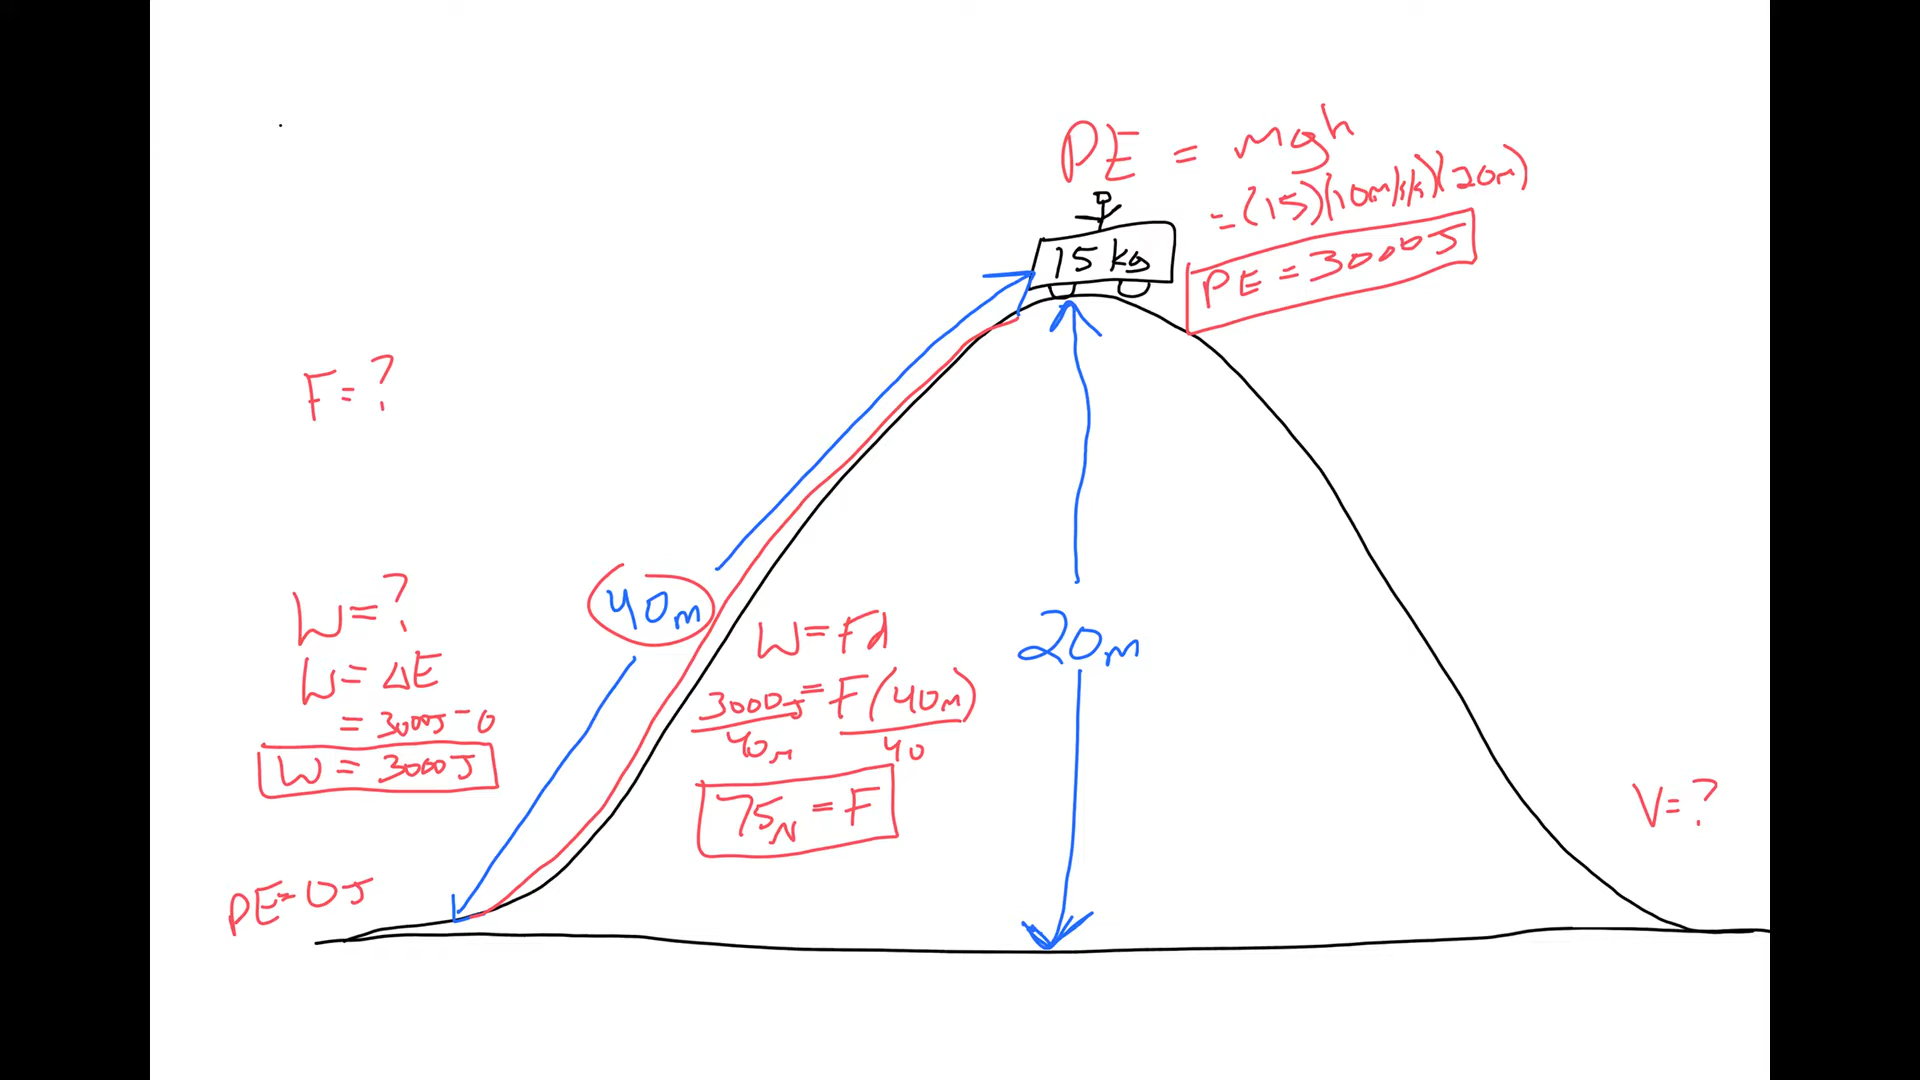 PE = mgh
= (15)(10m/s/s)(20m)
PE = 3000J
15 kg
F = ?
40m
20m
W = ?
W = ΔE
= 3000J - 0
W = 3000J
W = Fd
3000J = F(40m)
40m 40
75N = F
V = ?
PE = 0J